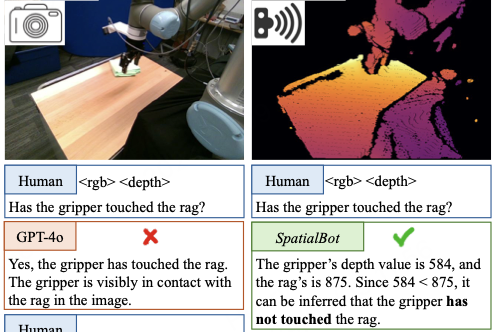 Human <rgb> <depth>
Has the gripper touched the rag?
GPT-4o
Yes, the gripper has touched the rag.
The gripper is visibly in contact with
the rag in the image.
Human
Human <rgb> <depth>
Has the gripper touched the rag?
SpatialBot
The gripper’s depth value is 584, and
the rag’s is 875. Since 584 < 875, it
can be inferred that the gripper has
not touched the rag.